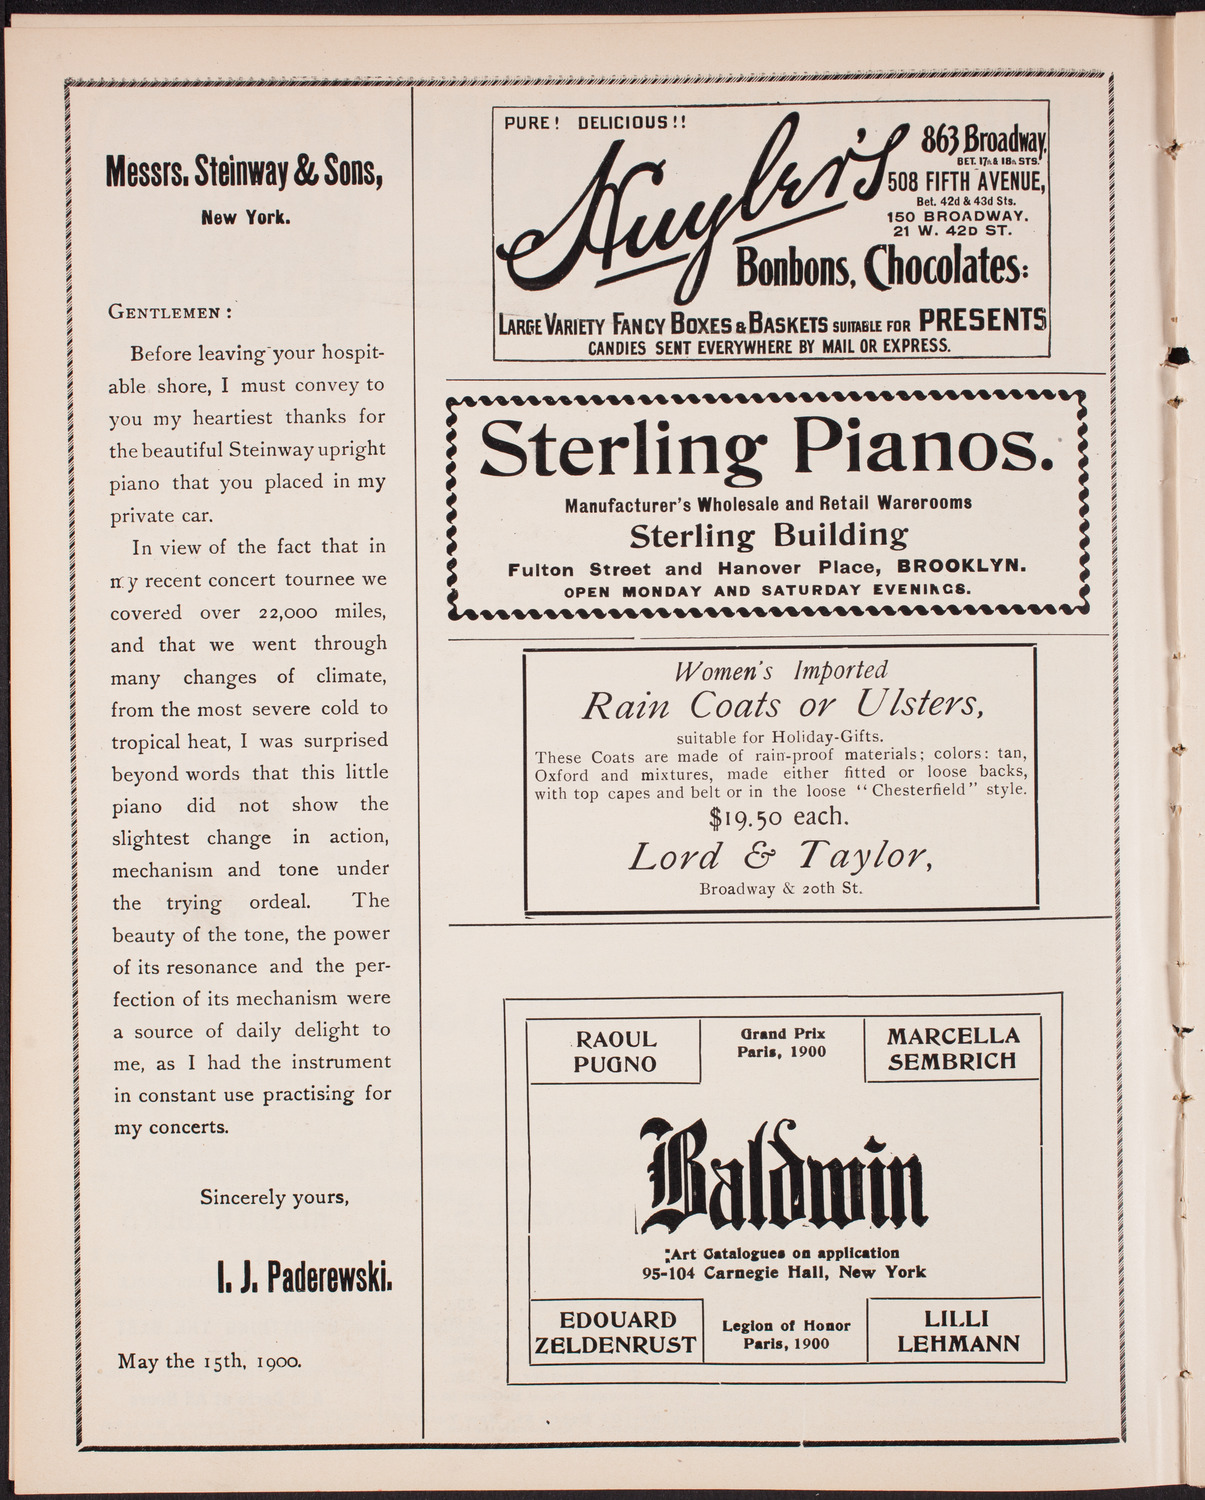 Messrs. Steinway & Sons,
New York.
GENTLEMEN:
Before leaving your hospit-
able shore, I must convey to
you my heartiest thanks for
the beautiful Steinway upright
piano that you placed in my
private car.
In view of the fact that in
my recent concert tournee we
covered over 22,000 miles,
and that we went through
many changes of climate,
from the most severe cold to
tropical heat, I was surprised
beyond words that this little
piano did not show the
slightest change in action,
mechanism and tone under
the trying ordeal. The
beauty of the tone, the power
of its resonance and the per-
fection of its mechanism were
a source of daily delight to
me, as I had the instrument
in constant use practising for
my concerts.
Sincerely yours,
I. J. Paderewski.
May the 15th, 1900.
PURE! DELICIOUS!!
Huyler's
863 Broadway,
BET. 17th & 18th STS.
508 FIFTH AVENUE,
Bet. 42d & 43d Sts.
150 BROADWAY.
21 W. 42D ST.
Bonbons, Chocolates:
LARGE VARIETY FANCY BOXES & BASKETS SUITABLE FOR PRESENTS
CANDIES SENT EVERYWHERE BY MAIL OR EXPRESS.
Sterling Pianos.
Manufacturer's Wholesale and Retail Warerooms
Sterling Building
Fulton Street and Hanover Place, BROOKLYN.
OPEN MONDAY AND SATURDAY EVENINGS.
Women's Imported
Rain Coats or Ulsters,
suitable for Holiday-Gifts.
These Coats are made of rain-proof materials; colors: tan,
Oxford and mixtures, made either fitted or loose backs,
with top capes and belt or in the loose "Chesterfield" style.
$19.50 each.
Lord & Taylor,
Broadway & 20th St.
RAOUL
PUGNO
Grand Prix
Paris, 1900
MARCELLA
SEMBRICH
Baldwin
Art Catalogues on application
95-104 Carnegie Hall, New York
EDOUARD
ZELDENRUST
Legion of Honor
Paris, 1900
LILLI
LEHMANN